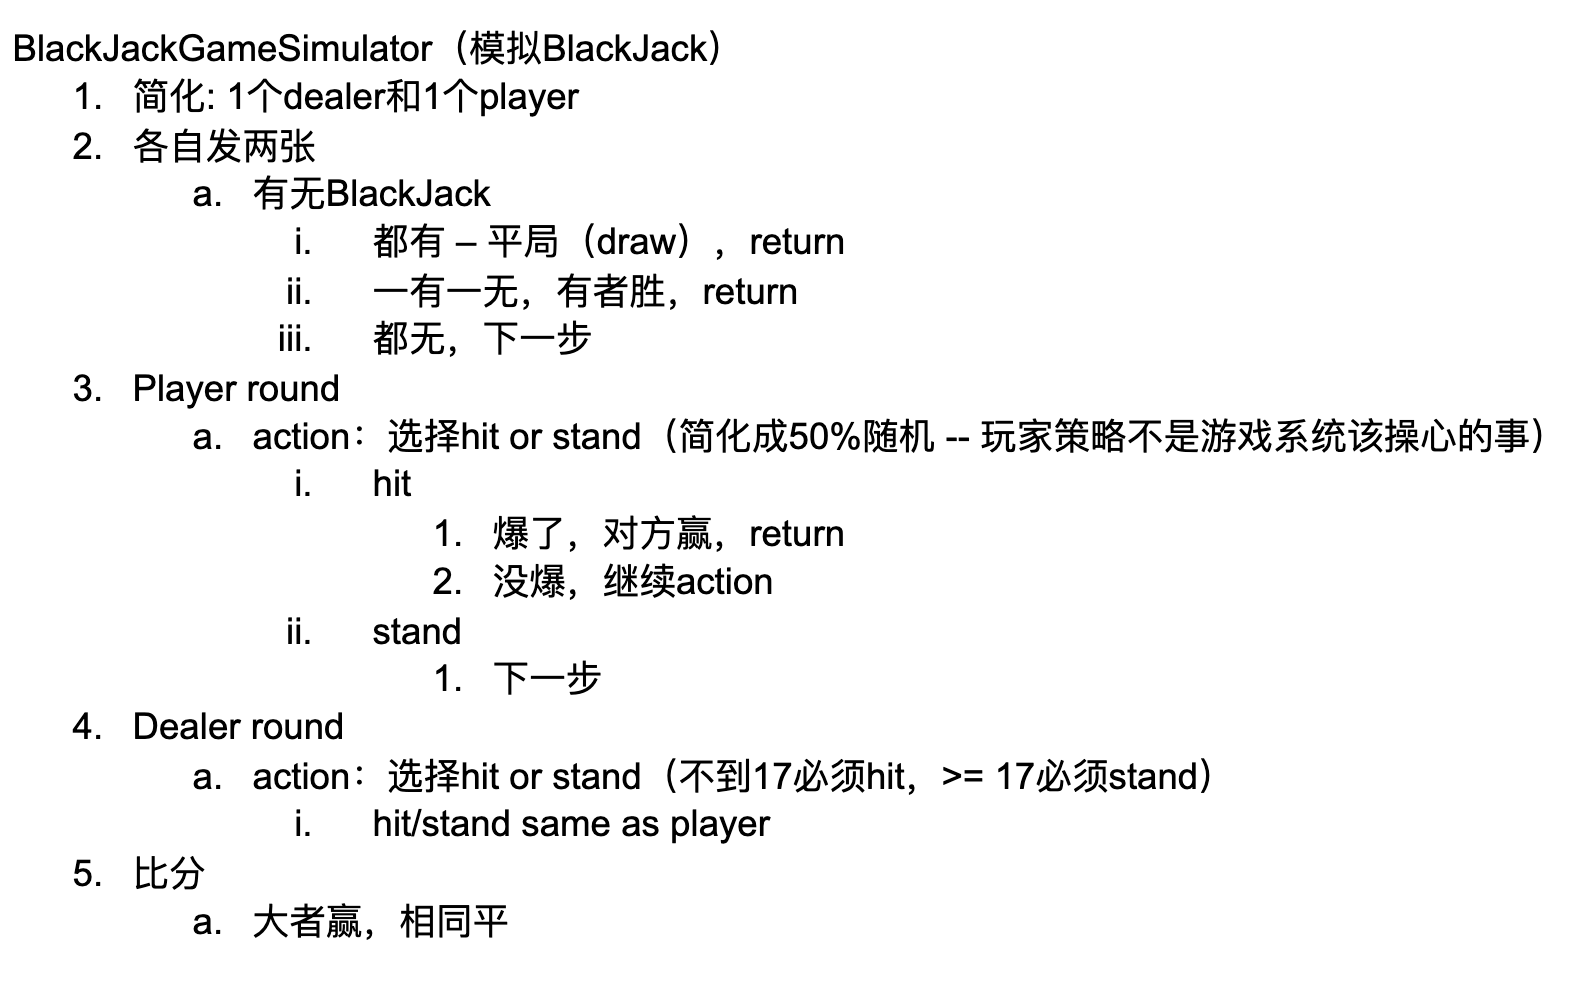 BlackJackGameSimulator（模拟BlackJack）
1. 简化: 1个dealer和1个player
2. 各自发两张
a. 有无BlackJack
i. 都有 – 平局（draw），return
ii. 一有一无，有者胜，return
iii. 都无，下一步
3. Player round
a. action：选择hit or stand（简化成50%随机 -- 玩家策略不是游戏系统该操心的事）
i. hit
1. 爆了，对方赢，return
2. 没爆，继续action
ii. stand
1. 下一步
4. Dealer round
a. action：选择hit or stand（不到17必须hit，>= 17必须stand）
i. hit/stand same as player
5. 比分
a. 大者赢，相同平